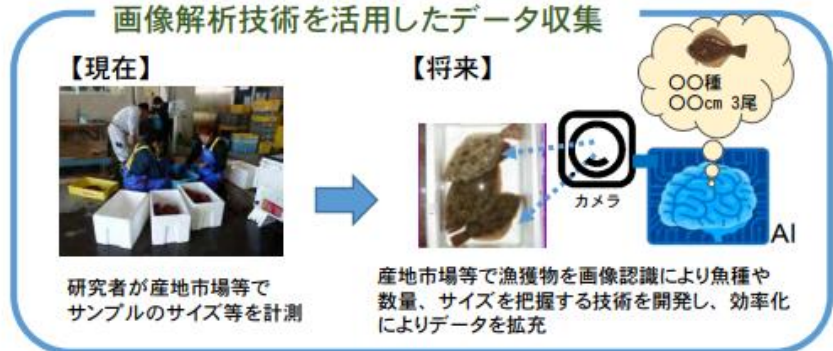 画像解析技術を活用したデータ収集
【現在】
【将来】
〇〇種
〇〇cm 3尾
カメラ
AI
研究者が産地市場等で
サンプルのサイズ等を計測
産地市場等で漁獲物を画像認識により魚種や
数量、サイズを把握する技術を開発し、効率化
によりデータを拡充